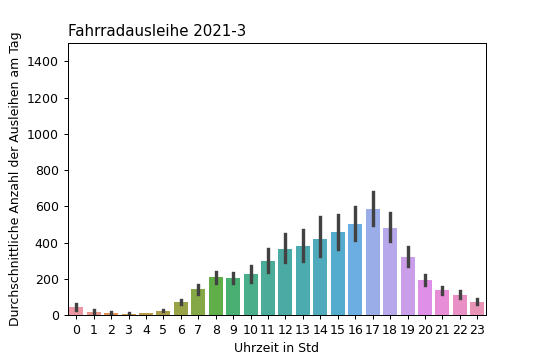 Fahrradausleihe 2021-3
Durchschnittliche Anzahl der Ausleihen am Tag
1400
1200
1000
800
600
400
200
0
0 1 2 3 4 5 6 7 8 9 10 11 12 13 14 15 16 17 18 19 20 21 22 23
Uhrzeit in Std